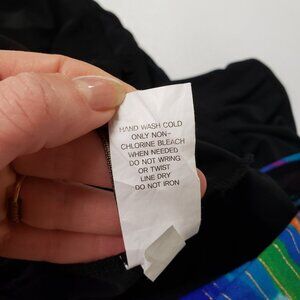 HAND WASH COLD
ONLY NON-
CHLORINE BLEACH
WHEN NEEDED
DO NOT WRING
OR TWIST
LINE DRY
DO NOT IRON